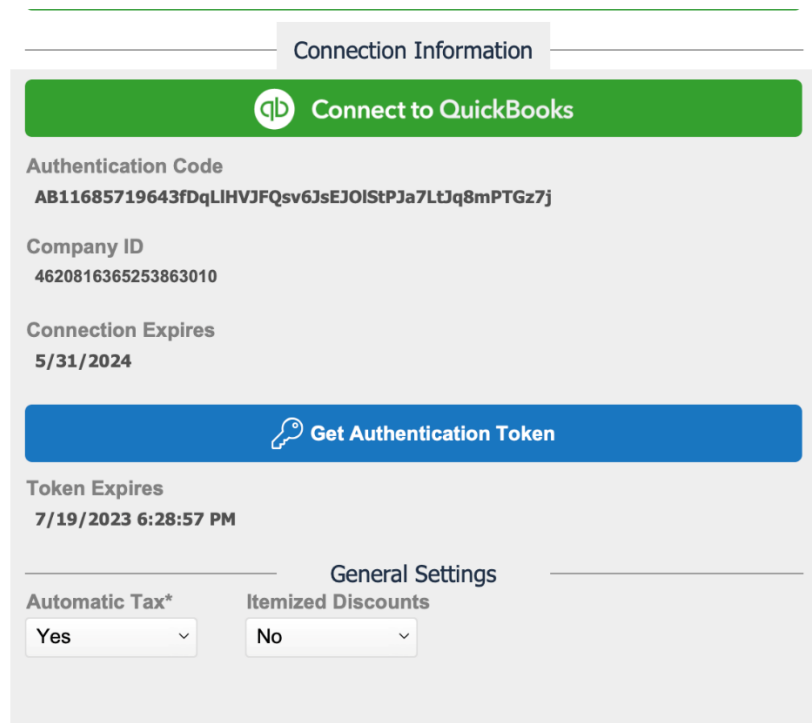 Connection Information
qb Connect to QuickBooks
Authentication Code
AB11685719643fDqLlHVJFQsv6JsEJOlStPJa7LtJq8mPTGz7j
Company ID
4620816365253863010
Connection Expires
5/31/2024
Get Authentication Token
Token Expires
7/19/2023 6:28:57 PM
General Settings
Automatic Tax* Itemized Discounts
Yes No